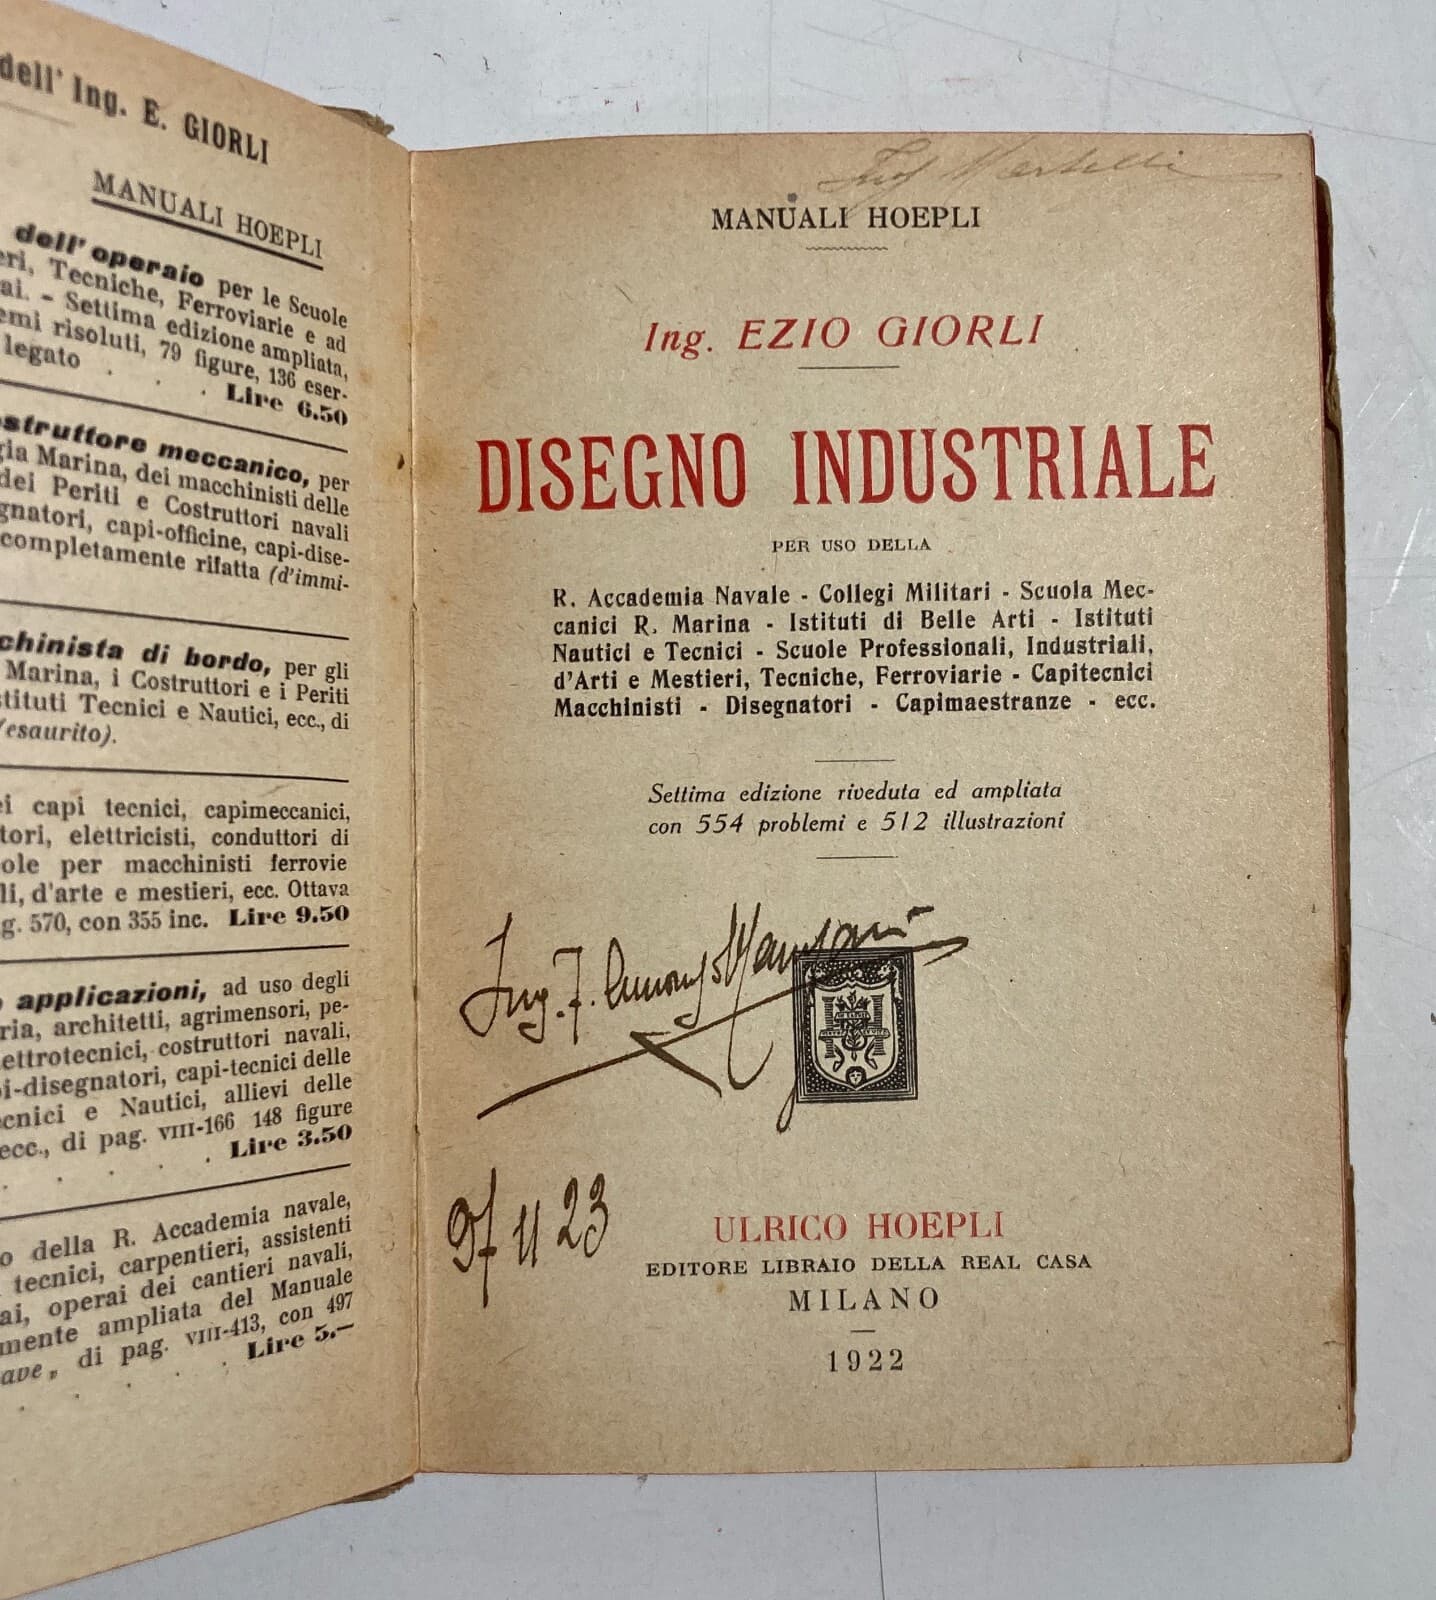 dell' Ing. E. GIORLI
MANUALI HOEPLI
dell'operaio per le Scuole
Tecniche, Ferroviarie e ad
- Settima edizione ampliata,
risoluti, 79 figure, 136 eser-
legato . . . Lire 6.50
meccanico, per
Marina, dei macchinisti delle
dei Periti e Costruttori navali
capi-officine, capi-dise-
completamente rifatta (d'immi-
di bordo, per gli
Marina, i Costruttori e i Periti
Tecnici e Nautici, ecc., di
(esaurito).
capi tecnici, capimeccanici,
elettricisti, conduttori di
per macchinisti ferrovie
d'arte e mestieri, ecc. Ottava
570, con 355 inc. Lire 9.50
applicazioni, ad uso degli
architetti, agrimensori, pe-
costruttori navali,
capi-tecnici delle
e Nautici, allievi delle
ecc., di pag. VIII-166 148 figure
. . . . Lire 3.50
della R. Accademia navale,
tecnici, carpentieri, assistenti
operai dei cantieri navali,
ampliata del Manuale
di pag. VIII-413, con 497
. . . . Lire 5.—
MANUALI HOEPLI
Ing. EZIO GIORLI
DISEGNO INDUSTRIALE
PER USO DELLA
R. Accademia Navale - Collegi Militari - Scuola Mec-
canici R. Marina - Istituti di Belle Arti - Istituti
Nautici e Tecnici - Scuole Professionali, Industriali,
d'Arti e Mestieri, Tecniche, Ferroviarie - Capitecnici
Macchinisti - Disegnatori - Capimaestranze - ecc.
Settima edizione riveduta ed ampliata
con 554 problemi e 512 illustrazioni
Ing. F.
11 23
ULRICO HOEPLI
EDITORE LIBRAIO DELLA REAL CASA
MILANO
1922